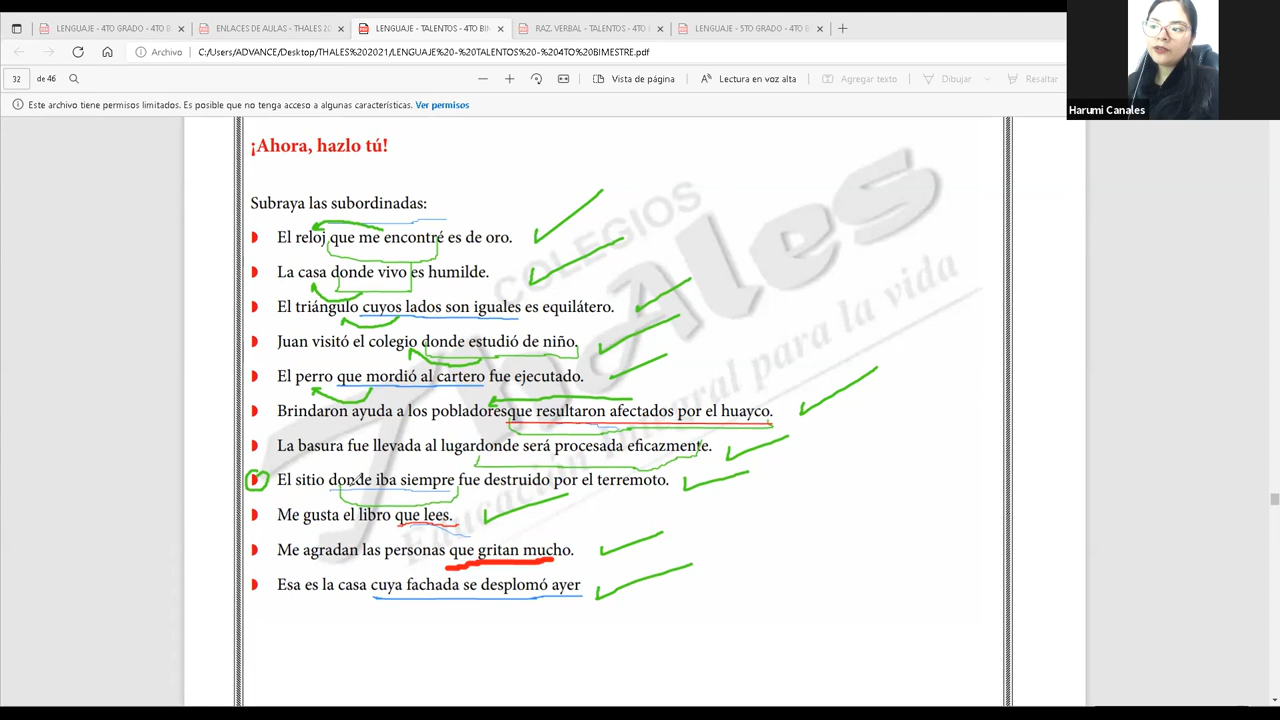 LENGUAJE - 4TO GRADO - 4TO B
ENLACES DE AULAS - THALES 20
LENGUAJE - TALENTOS - 4TO BIM
RAZ. VERBAL - TALENTOS - 4TO
LENGUAJE - 5TO GRADO - 4TO B
Archivo C:/Users/ADVANCE/Desktop/THALES%202021/LENGUAJE%20-%20TALENTOS%20-%204TO%20BIMESTRE.pdf
32 de 46 Vista de página Lectura en voz alta Agregar texto Dibujar Resaltar
Este archivo tiene permisos limitados. Es posible que no tenga acceso a algunas características. Ver permisos
Harumi Canales
¡Ahora, hazlo tú!
Subraya las subordinadas:
El reloj que me encontré es de oro.
La casa donde vivo es humilde.
El triángulo cuyos lados son iguales es equilátero.
Juan visitó el colegio donde estudió de niño.
El perro que mordió al cartero fue ejecutado.
Brindaron ayuda a los pobladoresque resultaron afectados por el huayco.
La basura fue llevada al lugardonde será procesada eficazmente.
El sitio donde iba siempre fue destruido por el terremoto.
Me gusta el libro que lees.
Me agradan las personas que gritan mucho.
Esa es la casa cuya fachada se desplomó ayer
COLEGIOS
Thales
Educación integral para la vida